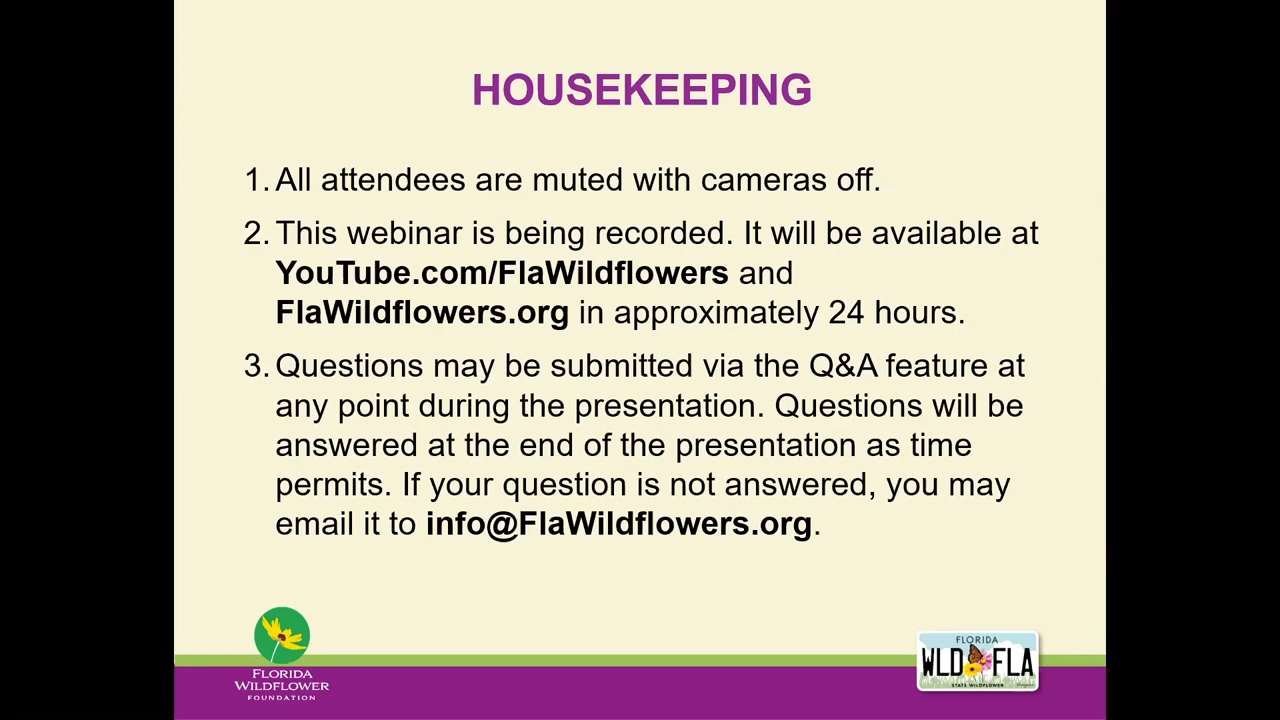 HOUSEKEEPING
1. All attendees are muted with cameras off.
2. This webinar is being recorded. It will be available at
YouTube.com/FlaWildflowers and
FlaWildflowers.org in approximately 24 hours.
3. Questions may be submitted via the Q&A feature at
any point during the presentation. Questions will be
answered at the end of the presentation as time
permits. If your question is not answered, you may
email it to info@FlaWildflowers.org.
FLORIDA
WILDFLOWER
FOUNDATION
FLORIDA
WLD FLA
STATE WILDFLOWER